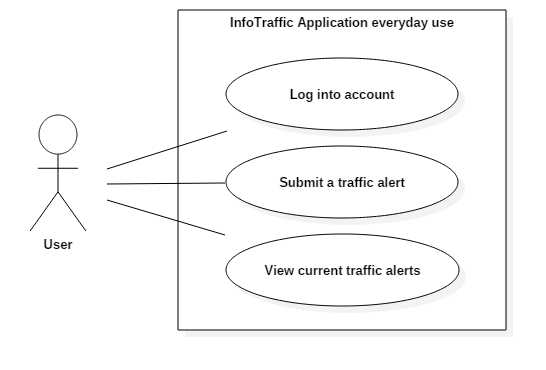 InfoTraffic Application everyday use
Log into account
Submit a traffic alert
View current traffic alerts
User